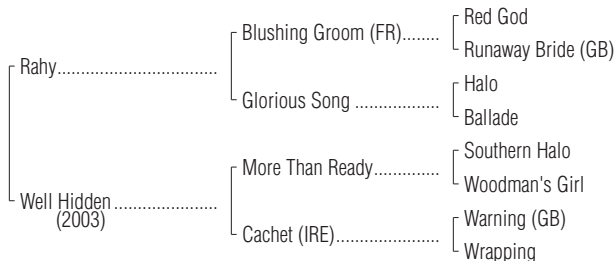 Red God
Blushing Groom (FR)........
Runaway Bride (GB)
Rahy.................................
Halo
Glorious Song .................
Ballade
Southern Halo
More Than Ready.............
Woodman's Girl
Well Hidden.....................
(2003)
Warning (GB)
Cachet (IRE).....................
Wrapping